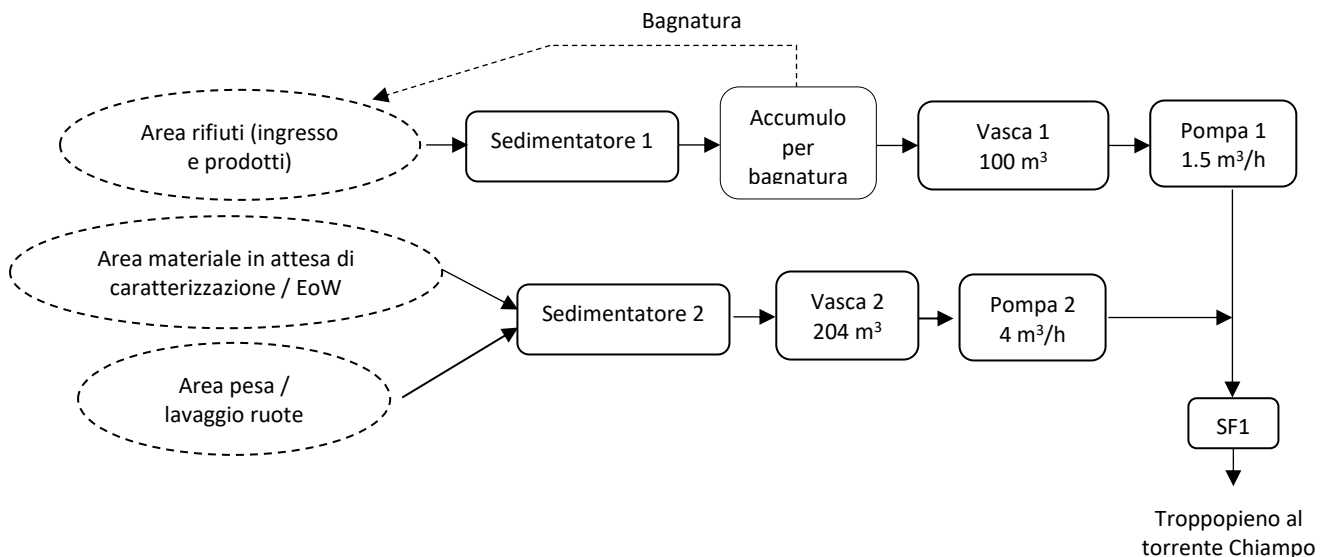 Bagnatura
Area rifiuti (ingresso
e prodotti)
Sedimentatore 1
Accumulo
per
bagnatura
Vasca 1
100 m³
Pompa 1
1.5 m³/h
Area materiale in attesa di
caratterizzazione / EoW
Sedimentatore 2
Vasca 2
204 m³
Pompa 2
4 m³/h
Area pesa /
lavaggio ruote
SF1
Troppopieno al
torrente Chiampo